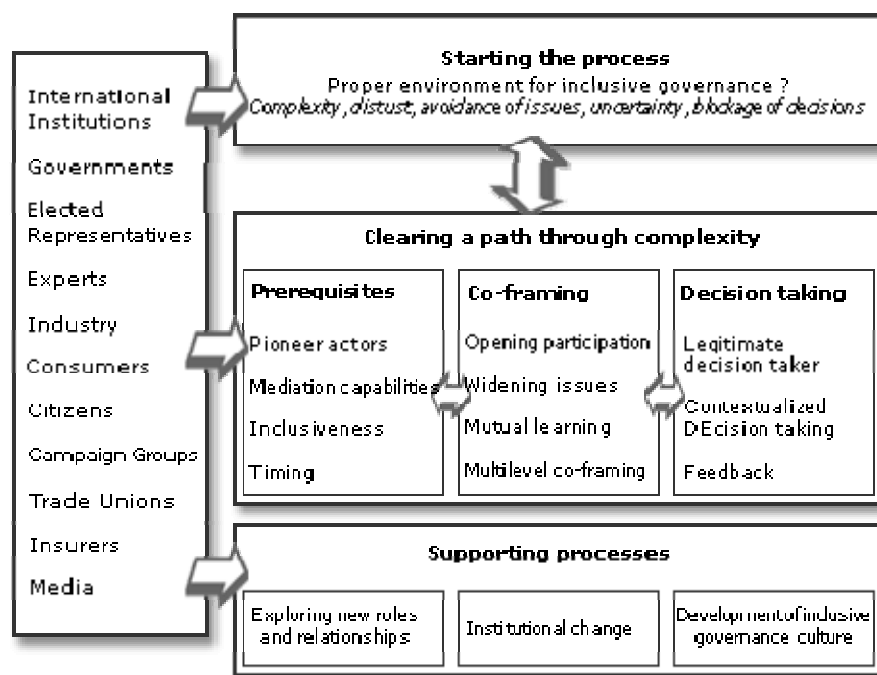 International
Institutions
Governments
Elected
Representatives
Experts
Industry
Consumers
Citizens
Campaign Groups
Trade Unions
Insurers
Media
Starting the process
Proper environment for inclusive governance ?
Complexity, distust, avoidance of issues, uncertainty, blockage of decisions
Clearing a path through complexity
Prerequisites
Pioneer actors
Mediation capabilities
Inclusiveness
Timing
Co-framing
Opening participation
Widening issues
Mutual learning
Multilevel co-framing
Decision taking
Legitimate
decision taker
Contextualized
DEcision taking
Feedback
Supporting processes
Exploring new roles
and relationships
Institutional change
Development of inclusive
governance culture